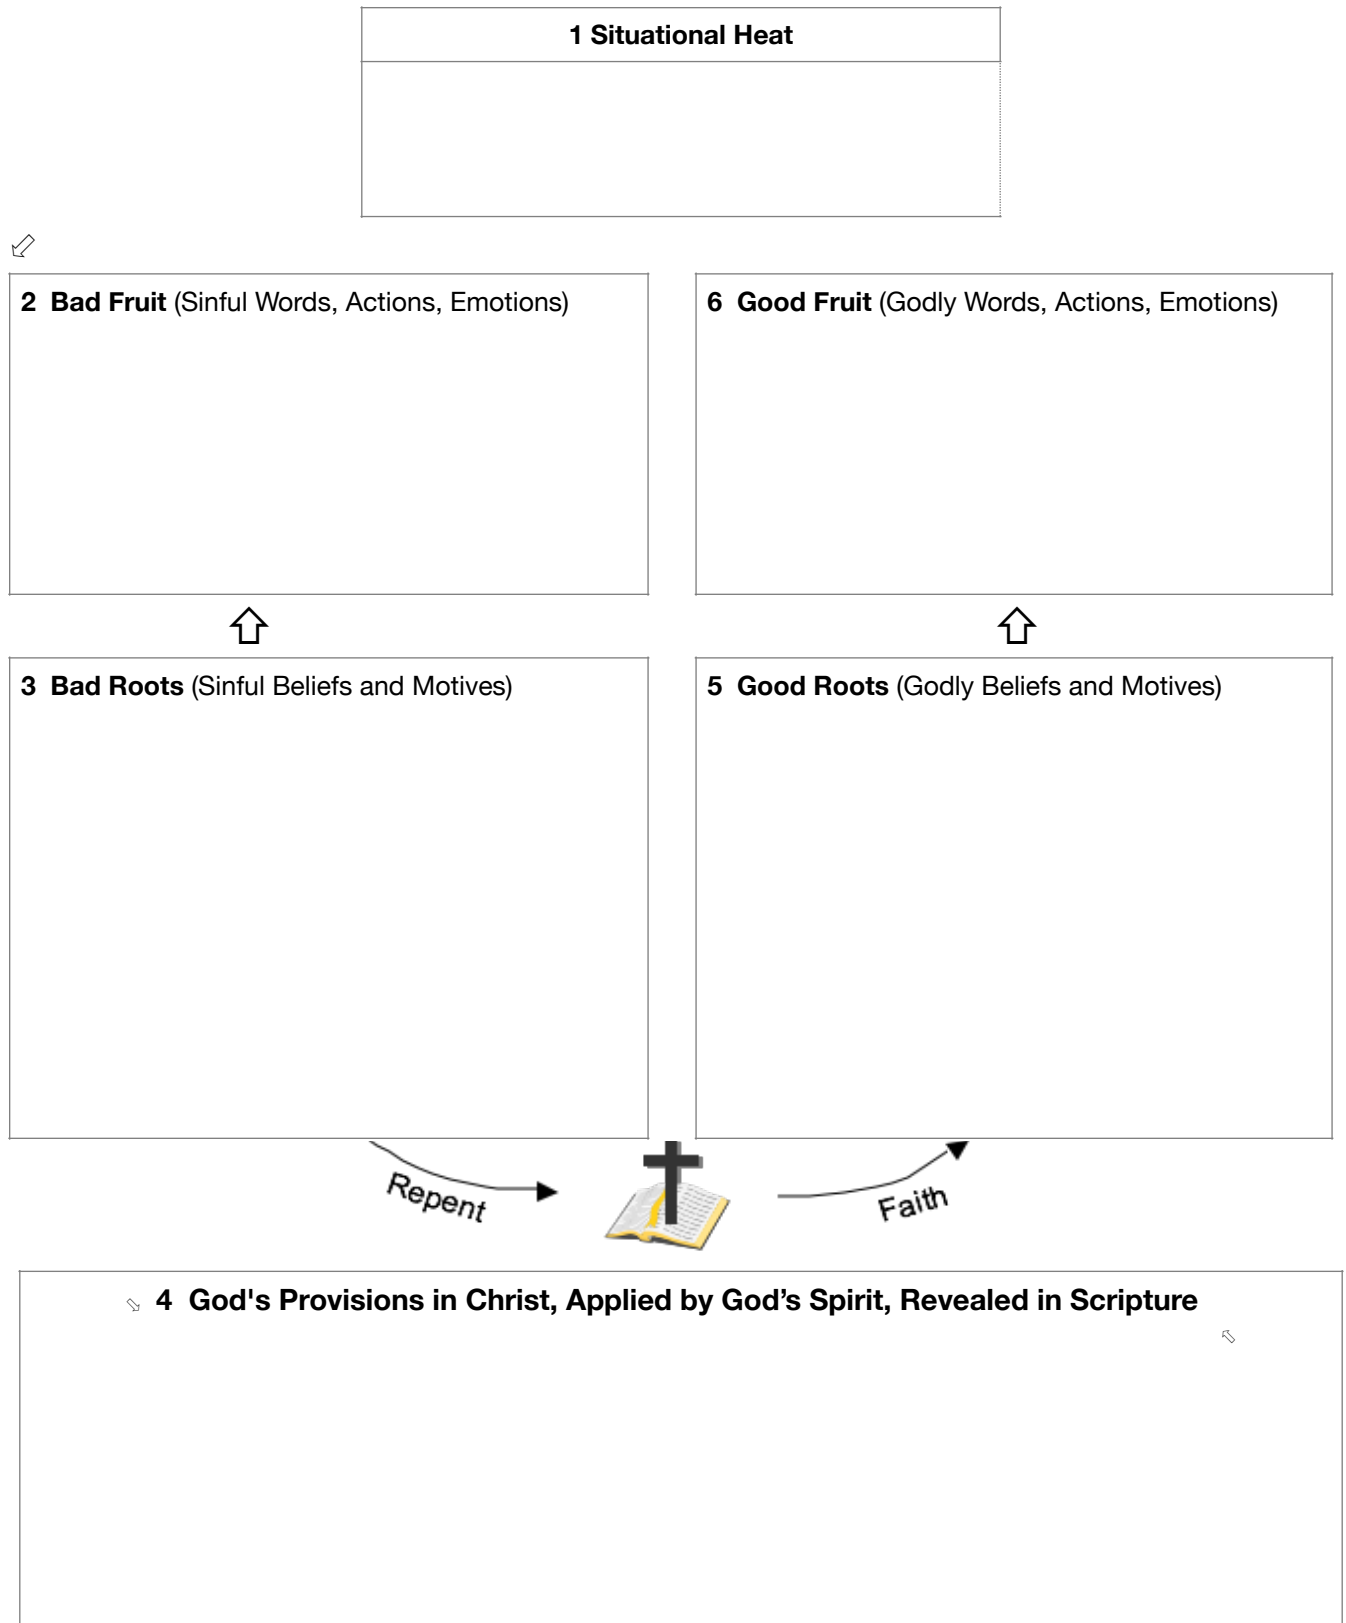 1 Situational Heat
2 Bad Fruit (Sinful Words, Actions, Emotions)
6 Good Fruit (Godly Words, Actions, Emotions)
3 Bad Roots (Sinful Beliefs and Motives)
5 Good Roots (Godly Beliefs and Motives)
Repent
Faith
4 God's Provisions in Christ, Applied by God’s Spirit, Revealed in Scripture